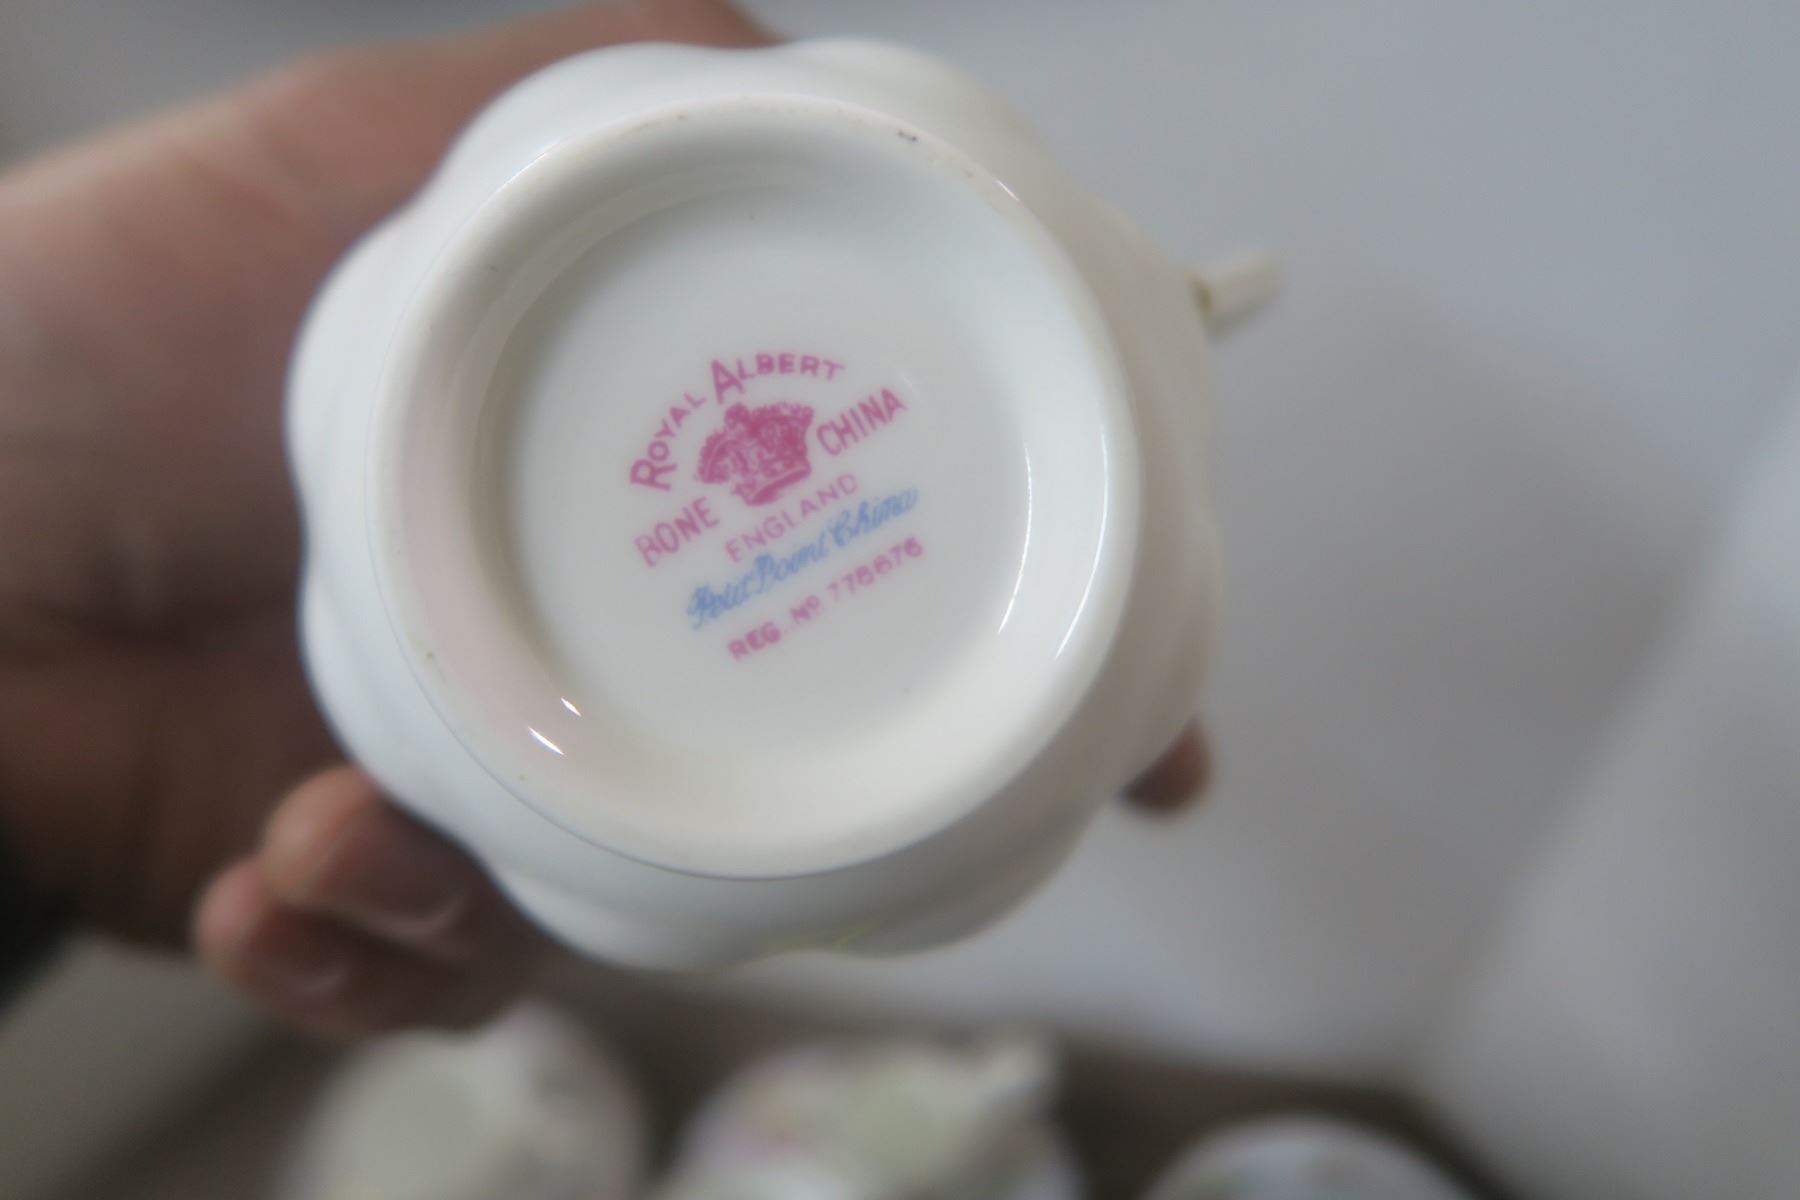 ROYAL ALBERT
BONE CHINA
ENGLAND
Petit Point China
REG. Nº 778676